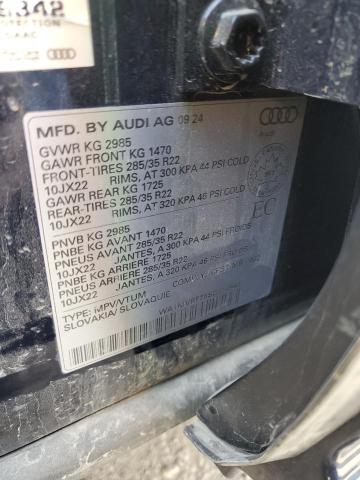 MFD. BY AUDI AG 09 24
Audi
GVWR KG 2985
GAWR FRONT KG 1470
FRONT-TIRES 285/35 R22
10JX22 RIMS, AT 300 KPA 44 PSI COLD
GAWR REAR KG 1725
REAR-TIRES 285/35 R22
10JX22 RIMS, AT 320 KPA 46 PSI COLD
EC
PNVB KG 2985
PNBE KG AVANT 1470
PNEUS AVANT 285/35 R22
10JX22 JANTES, A 300 KPA 44 PSI FROIDS
PNBE KG ARRIERE 1725
PNEUS ARRIERE 285/35 R22
10JX22 JANTES, A 320 KPA 46 PSI FROIDS
TYPE: MPV/VTUM
SLOVAKIA/ SLOVAQUIE